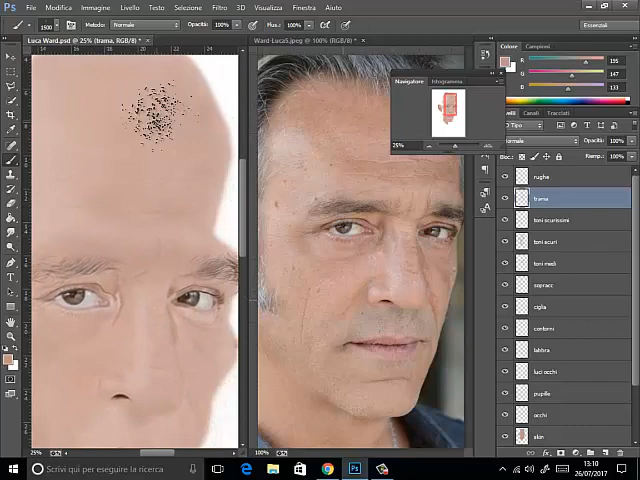 Ps File Modifica Immagine Livello Testo Selezione Filtro 3D Visualizza Finestra Aiuto
1500 Metodo: Normale Opacità: 100% Flus.: 100% Essenziali
Luca Ward.psd @ 25% (trama, RGB/8) *
Ward-Luca5.jpeg @ 100% (RGB/8) *
Colore Campioni
R 195
G 147
B 133
Navigatore Istogramma
25%
Livelli Canali Tracciati
Tipo
Normale Opacità: 100%
Bloc.: Riemp.: 100%
rughe
trama
toni scurissimi
toni scuri
toni medi
sopracc
ciglia
contorni
labbra
luci occhi
pupille
occhi
skin
25%
100%
Scrivi qui per eseguire la ricerca
13:10
26/07/2017